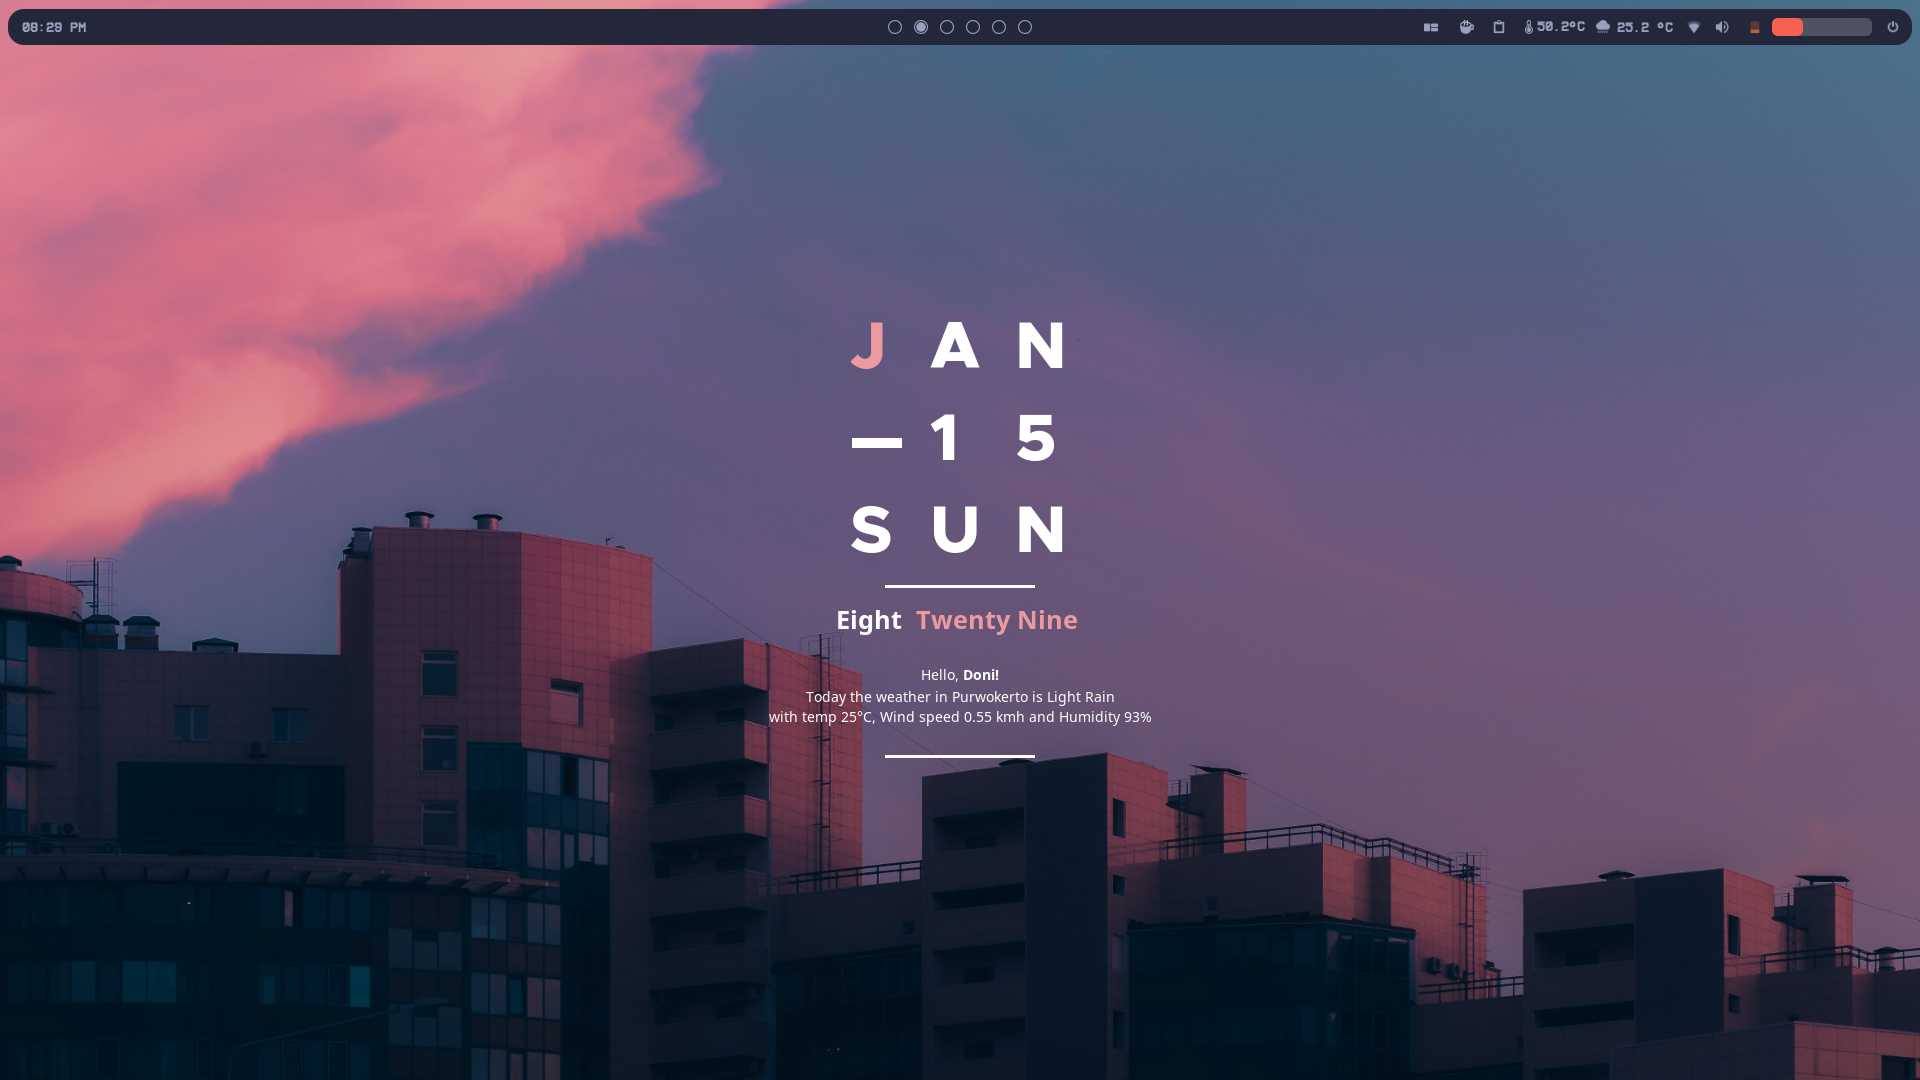 08:29 PM
50.2°C 25.2 °C
J A N
— 1 5
S U N
Eight Twenty Nine
Hello, Doni!
Today the weather in Purwokerto is Light Rain
with temp 25°C, Wind speed 0.55 kmh and Humidity 93%